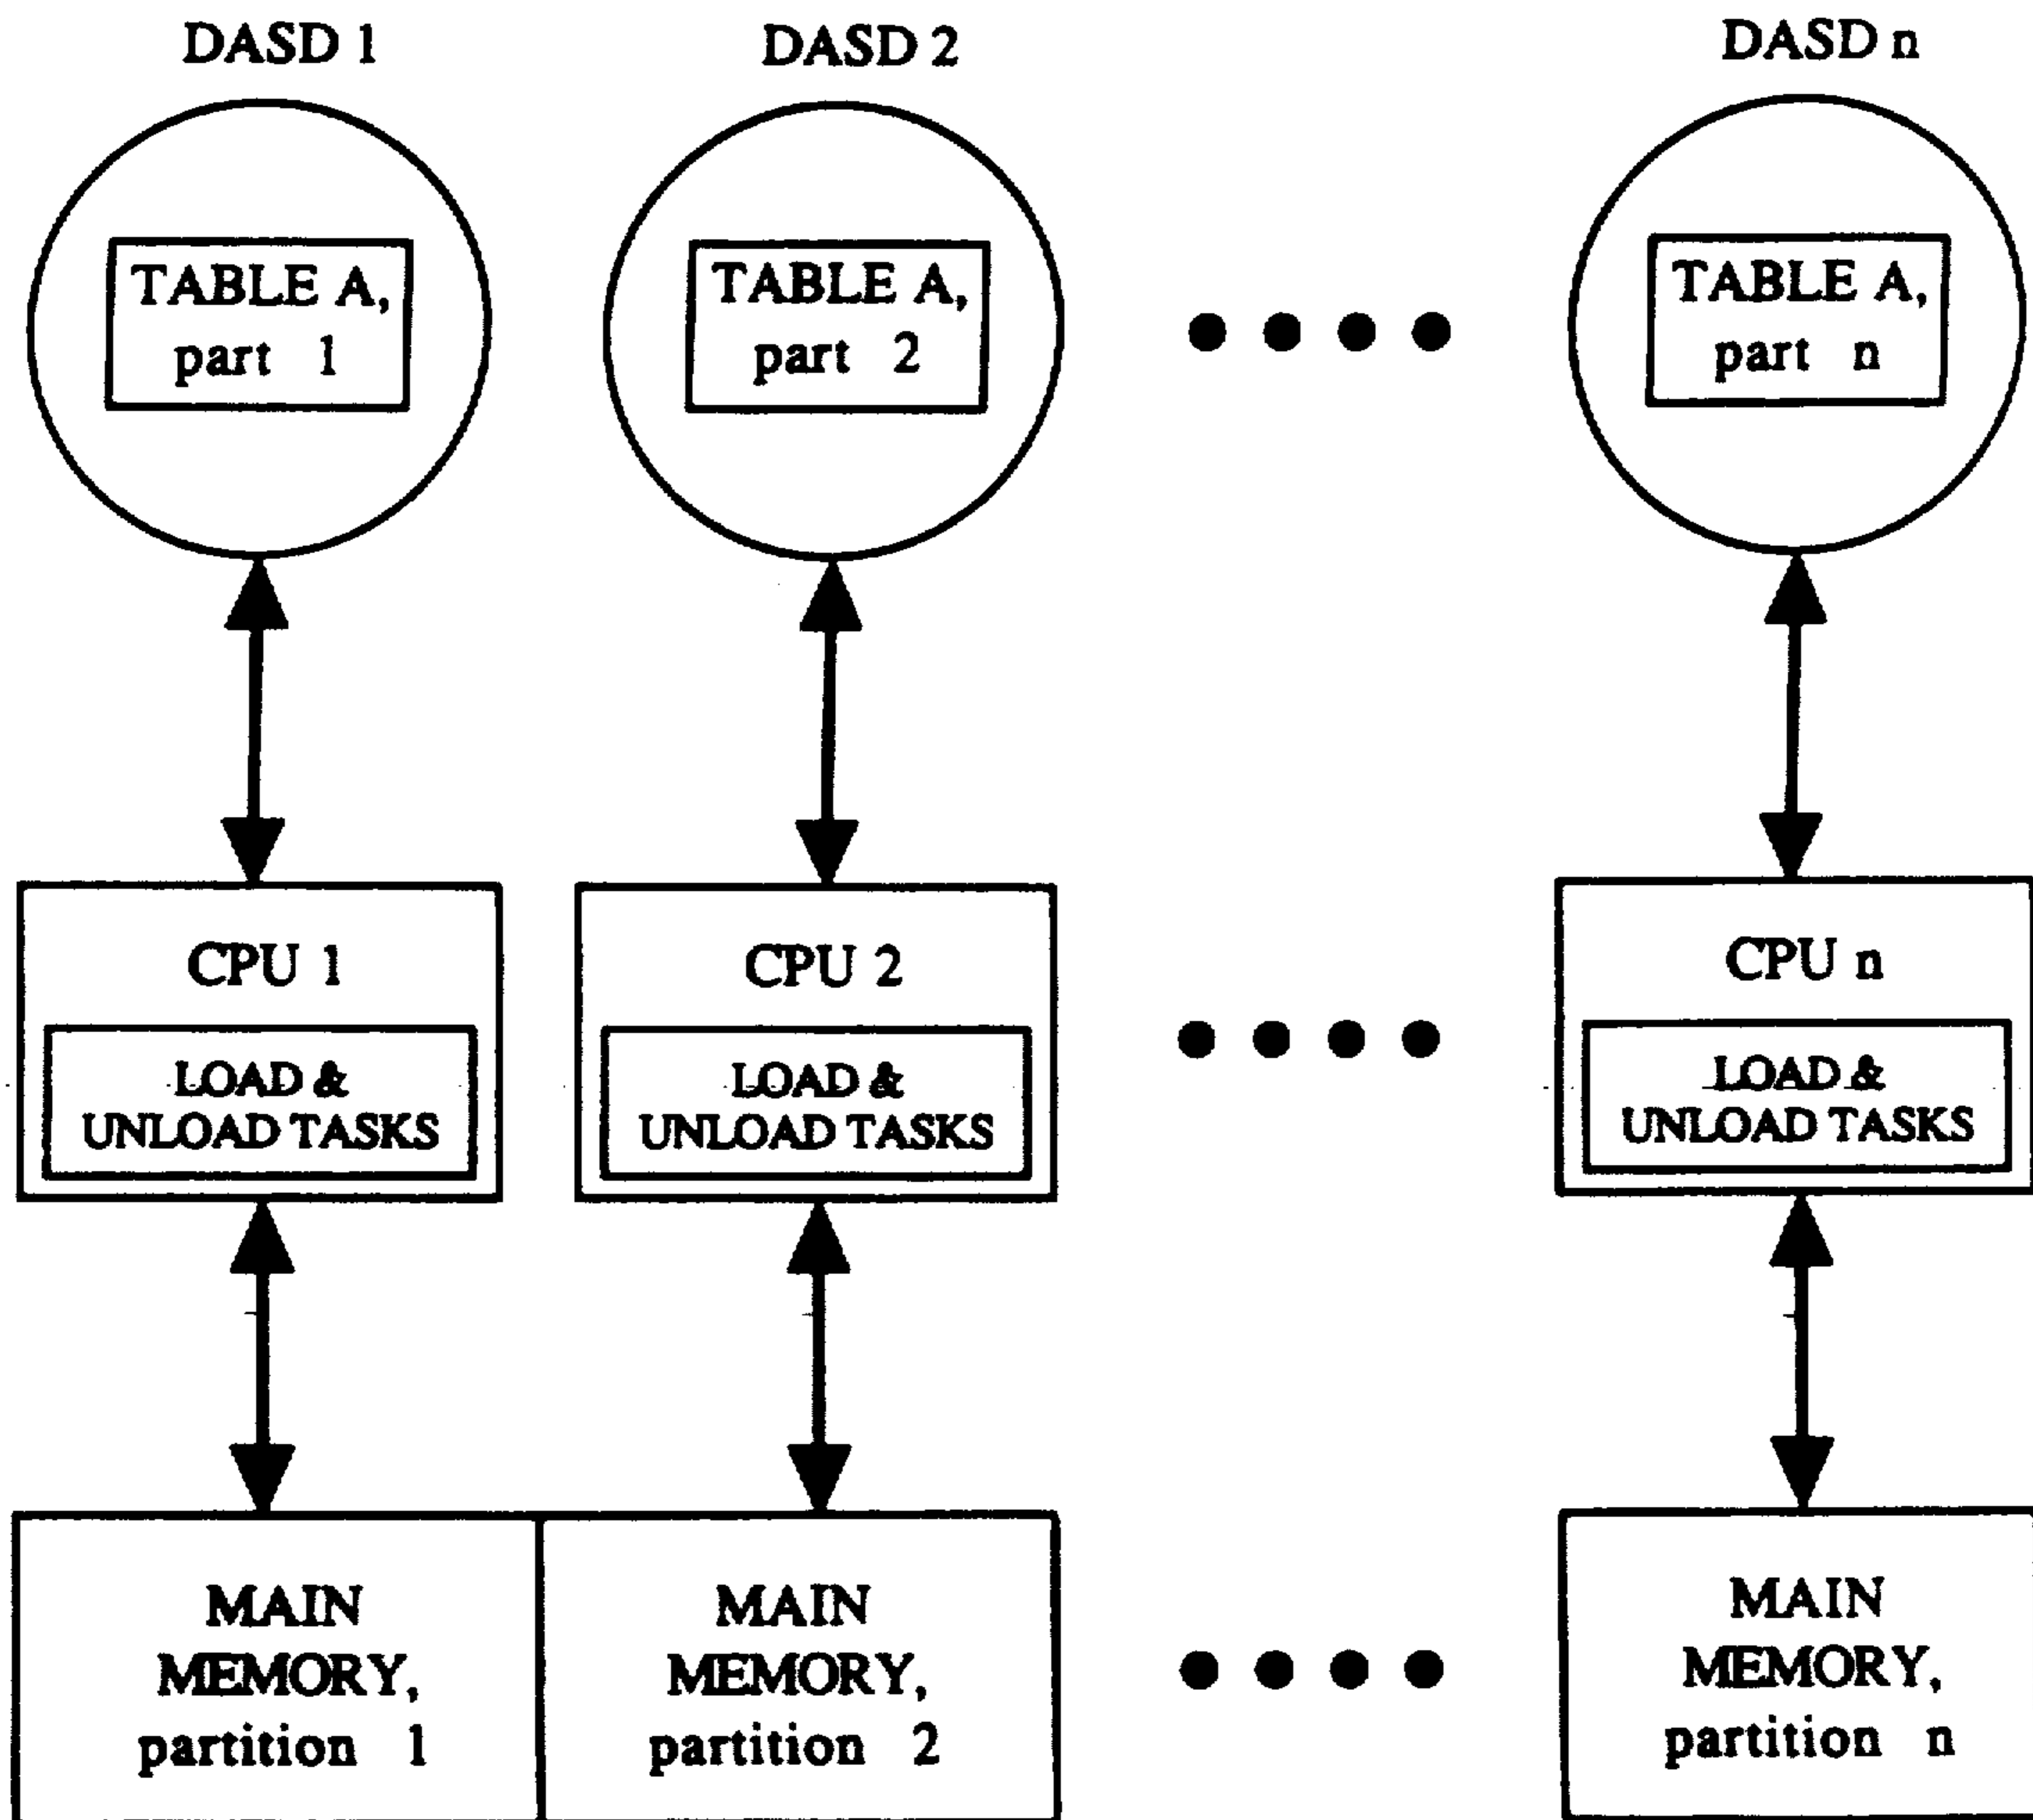 DASD 1
DASD 2
DASD n
TABLE A,
part 1
TABLE A,
part 2
TABLE A,
part n
CPU 1
LOAD &
UNLOAD TASKS
CPU 2
LOAD &
UNLOAD TASKS
CPU n
LOAD &
UNLOAD TASKS
MAIN
MEMORY,
partition 1
MAIN
MEMORY,
partition 2
MAIN
MEMORY,
partition n